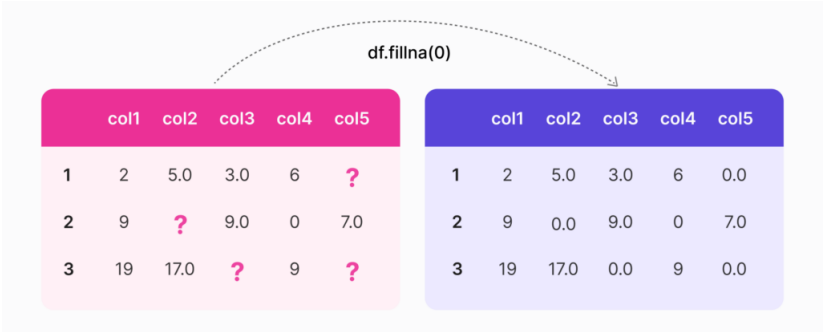 df.fillna(0)
col1 col2 col3 col4 col5
1 2 5.0 3.0 6 ?
2 9 ? 9.0 0 7.0
3 19 17.0 ? 9 ?
col1 col2 col3 col4 col5
1 2 5.0 3.0 6 0.0
2 9 0.0 9.0 0 7.0
3 19 17.0 0.0 9 0.0